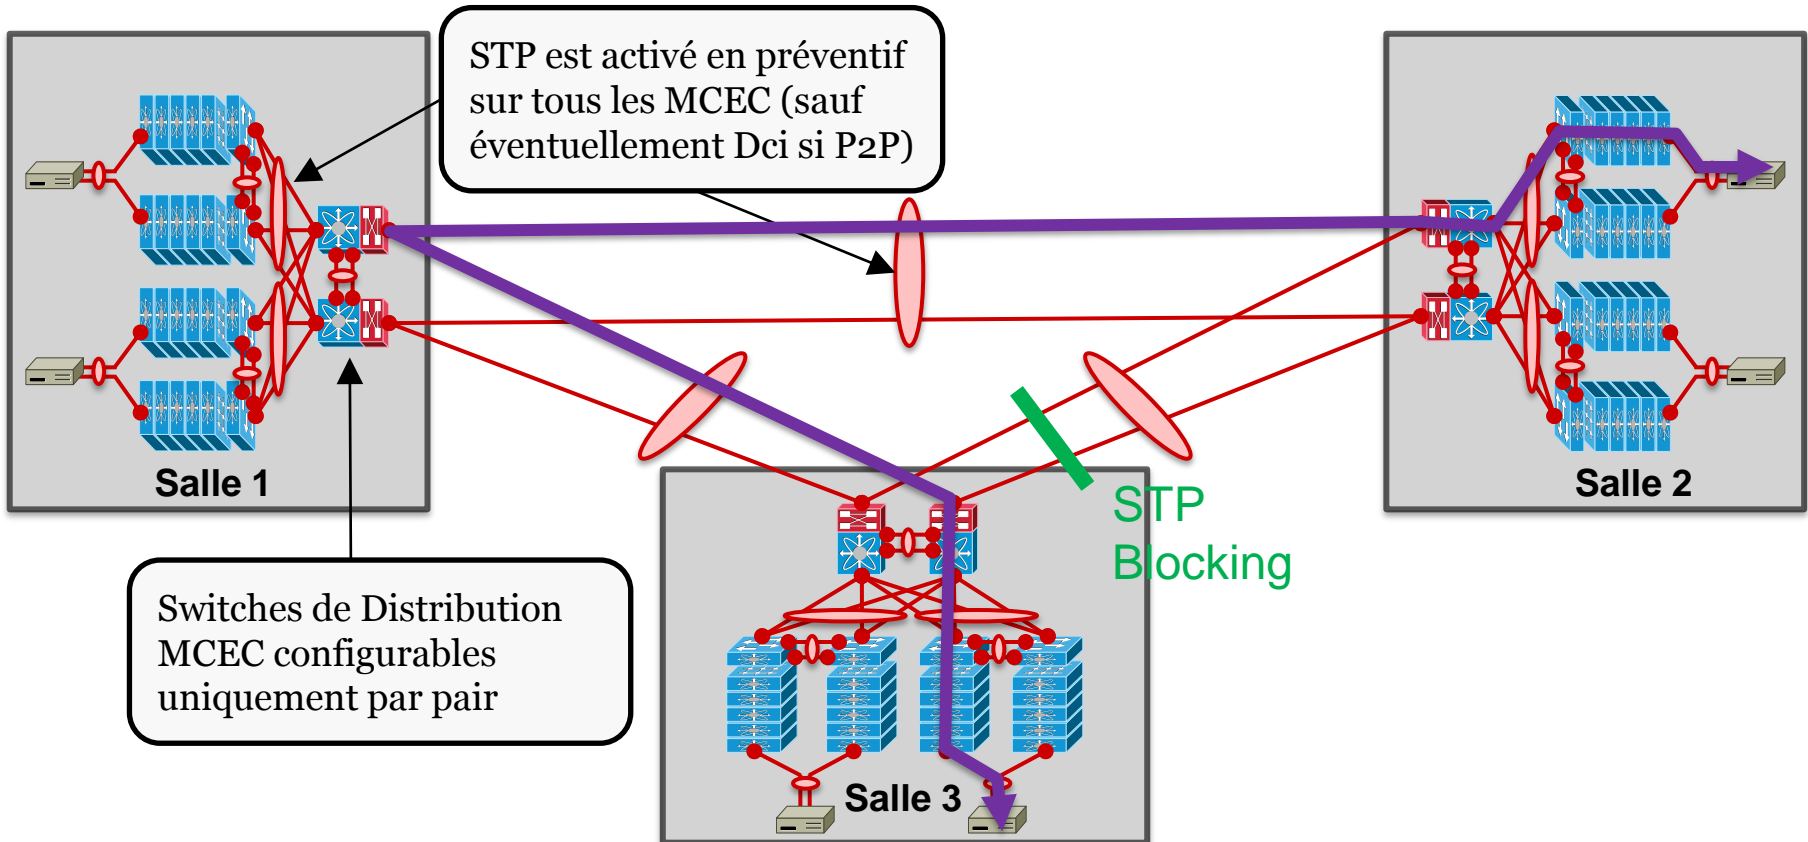 STP est activé en préventif
sur tous les MCEC (sauf
éventuellement Dci si P2P)
Salle 1
Salle 2
STP
Blocking
Switches de Distribution
MCEC configurables
uniquement par pair
Salle 3